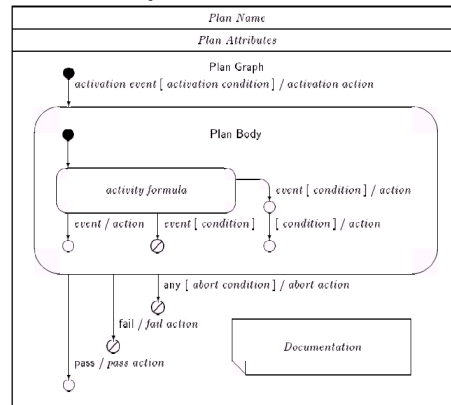 Plan Name
Plan Attributes
Plan Graph
activation event [ activation condition ] / activation action
Plan Body
activity formula
event [ condition ] / action
event / action
event [ condition ]
[ condition ] / action
any [ abort condition ] / abort action
fail / fail action
Documentation
pass / pass action